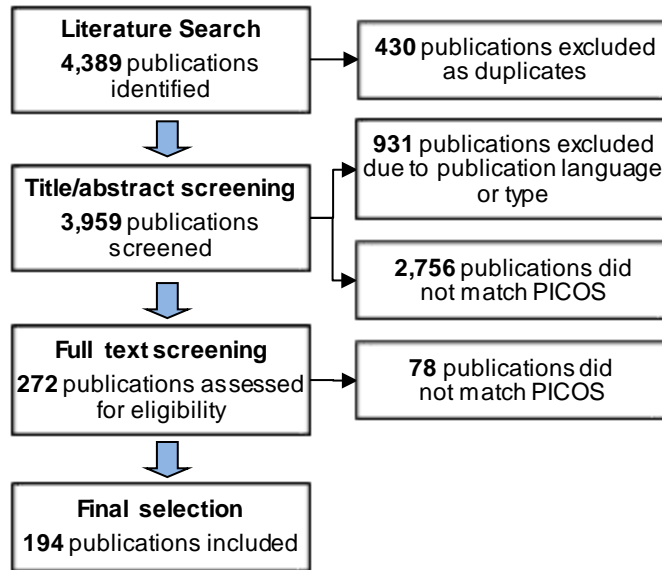 Literature Search
4,389 publications
identified
430 publications excluded
as duplicates
Title/abstract screening
3,959 publications
screened
931 publications excluded
due to publication language
or type
2,756 publications did
not match PICOS
Full text screening
272 publications assessed
for eligibility
78 publications did
not match PICOS
Final selection
194 publications included